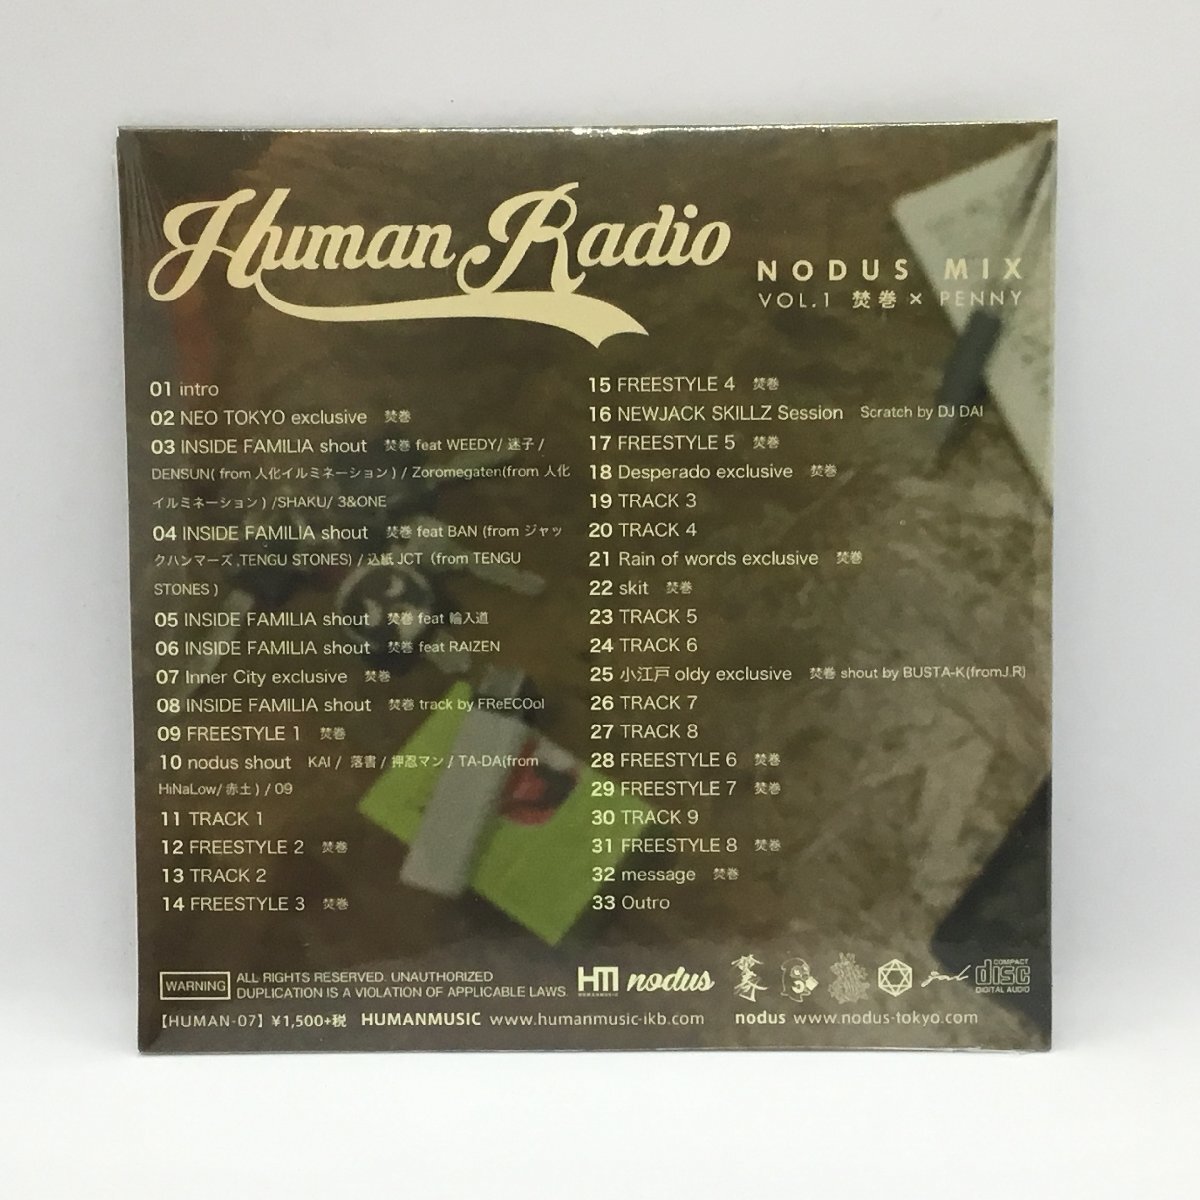 Human Radio
NODUS MIX
VOL.1 焚巻 × PENNY
01 intro
02 NEO TOKYO exclusive 焚巻
03 INSIDE FAMILIA shout 焚巻 feat WEEDY/ 迷子 /
DENSUN( from 人化イルミネーション ) / Zoromegaten(from 人化
イルミネーション ) /SHAKU/ 3&ONE
04 INSIDE FAMILIA shout 焚巻 feat BAN (from ジャッ
クハンマーズ ,TENGU STONES) / 込紙 JCT (from TENGU
STONES )
05 INSIDE FAMILIA shout 焚巻 feat 輪入道
06 INSIDE FAMILIA shout 焚巻 feat RAIZEN
07 Inner City exclusive 焚巻
08 INSIDE FAMILIA shout 焚巻 track by FReECOol
09 FREESTYLE 1 焚巻
10 nodus shout KAI / 落書 / 押忍マン / TA-DA(from
HiNaLow/ 赤土 ) / 09
11 TRACK 1
12 FREESTYLE 2 焚巻
13 TRACK 2
14 FREESTYLE 3 焚巻
15 FREESTYLE 4 焚巻
16 NEWJACK SKILLZ Session Scratch by DJ DAI
17 FREESTYLE 5 焚巻
18 Desperado exclusive 焚巻
19 TRACK 3
20 TRACK 4
21 Rain of words exclusive 焚巻
22 skit 焚巻
23 TRACK 5
24 TRACK 6
25 小江戸 oldy exclusive 焚巻 shout by BUSTA-K(fromJ.R)
26 TRACK 7
27 TRACK 8
28 FREESTYLE 6 焚巻
29 FREESTYLE 7 焚巻
30 TRACK 9
31 FREESTYLE 8 焚巻
32 message 焚巻
33 Outro
WARNING ALL RIGHTS RESERVED. UNAUTHORIZED
DUPLICATION IS A VIOLATION OF APPLICABLE LAWS.
HM nodus 焚巻 COMPACT disc DIGITAL AUDIO
【HUMAN-07】 ¥1,500+税 HUMANMUSIC www.humanmusic-ikb.com nodus www.nodus-tokyo.com